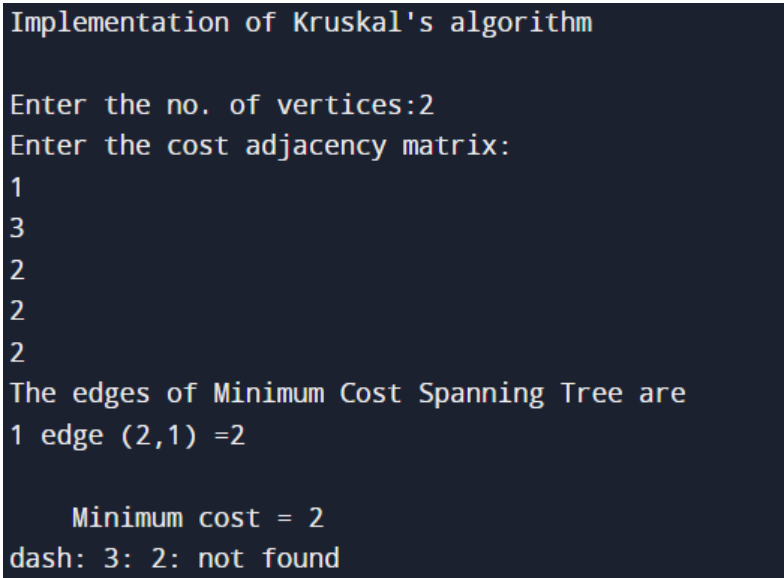 Implementation of Kruskal's algorithm
Enter the no. of vertices:2
Enter the cost adjacency matrix:
1
3
2
2
2
The edges of Minimum Cost Spanning Tree are
1 edge (2,1) =2
Minimum cost = 2
dash: 3: 2: not found